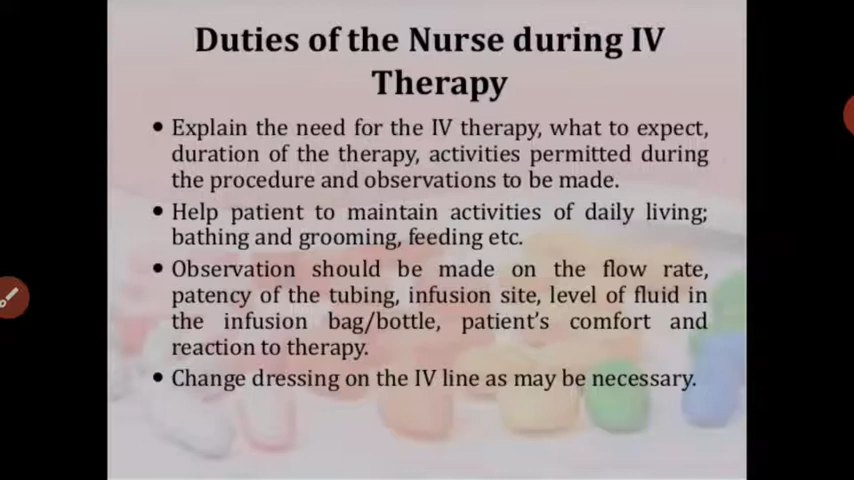 Duties of the Nurse during IV
Therapy
• Explain the need for the IV therapy, what to expect,
duration of the therapy, activities permitted during
the procedure and observations to be made.
• Help patient to maintain activities of daily living;
bathing and grooming, feeding etc.
• Observation should be made on the flow rate,
patency of the tubing, infusion site, level of fluid in
the infusion bag/bottle, patient's comfort and
reaction to therapy.
• Change dressing on the IV line as may be necessary.